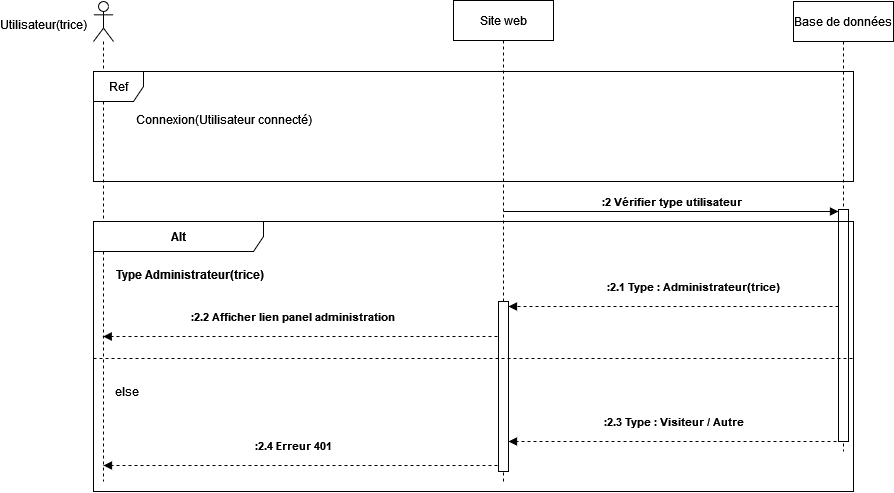 Utilisateur(trice)
Site web
Base de données
Ref
Connexion(Utilisateur connecté)
:2 Vérifier type utilisateur
Alt
Type Administrateur(trice)
:2.1 Type : Administrateur(trice)
:2.2 Afficher lien panel administration
else
:2.3 Type : Visiteur / Autre
:2.4 Erreur 401